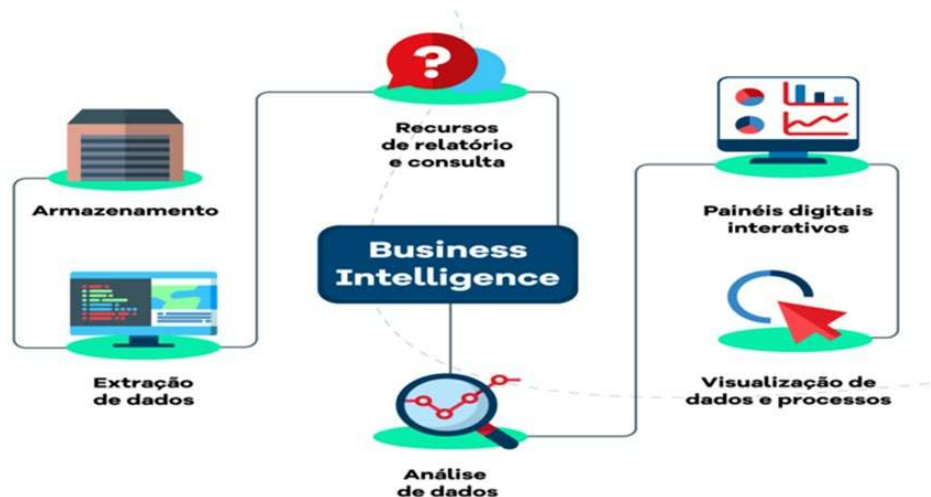 Recursos
de relatório
e consulta
Armazenamento
Painéis digitais
interativos
Business
Intelligence
Extração
de dados
Visualização de
dados e processos
Análise
de dados
?